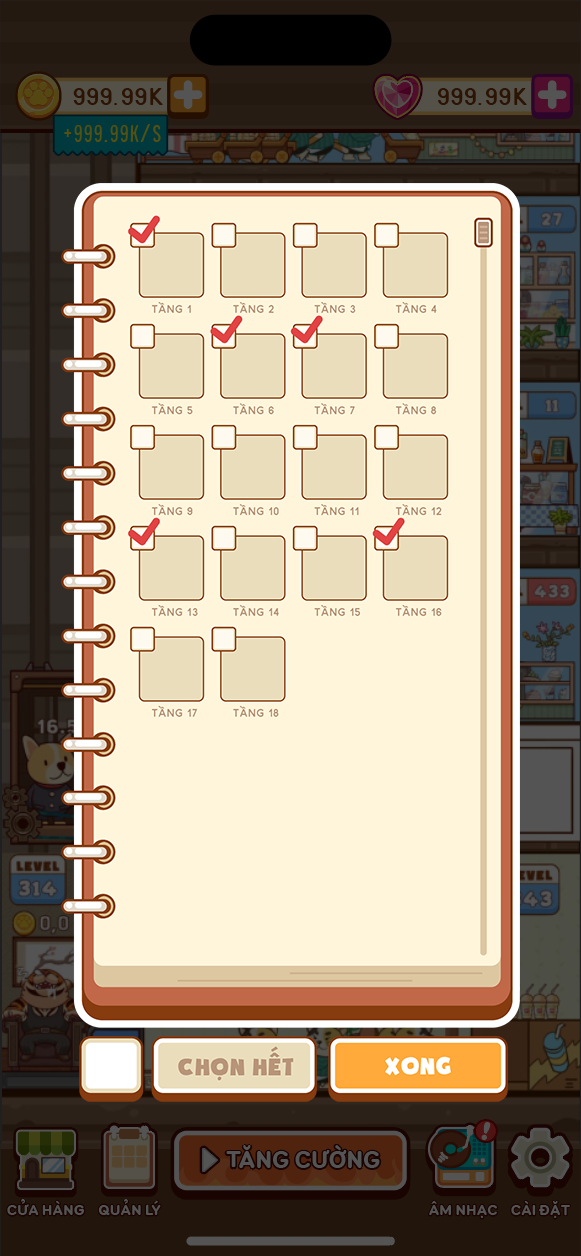 999.99K
999.99K
+999.99K/S
27
TẦNG 1
TẦNG 2
TẦNG 3
TẦNG 4
TẦNG 5
TẦNG 6
TẦNG 7
TẦNG 8
11
TẦNG 9
TẦNG 10
TẦNG 11
TẦNG 12
433
TẦNG 13
TẦNG 14
TẦNG 15
TẦNG 16
TẦNG 17
TẦNG 18
LEVEL
314
CHỌN HẾT
XONG
TĂNG CƯỜNG
!
CỬA HÀNG
QUẢN LÝ
ÂM NHẠC
CÀI ĐẶT